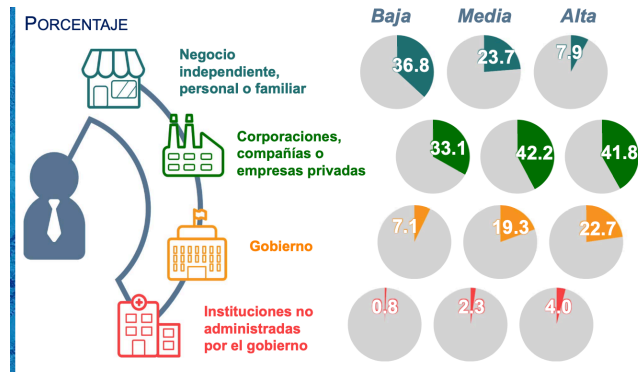 PORCENTAJE
Baja Media Alta
Negocio
independiente,
personal o familiar
36.8 23.7 7.9
Corporaciones,
compañías o
empresas privadas
33.1 42.2 41.8
Gobierno
7.1 19.3 22.7
Instituciones no
administradas
por el gobierno
0.8 2.3 4.0